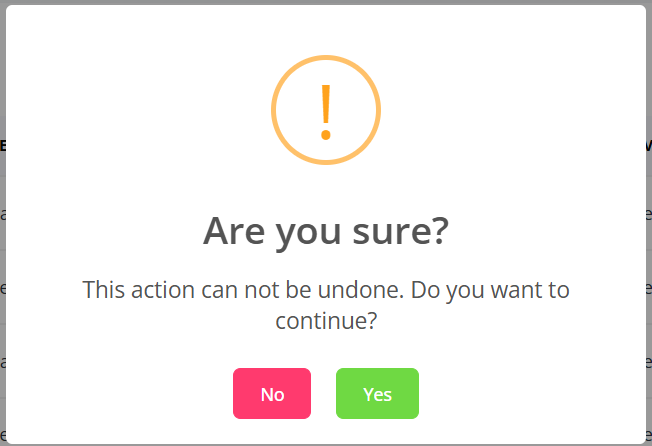 !
Are you sure?
This action can not be undone. Do you want to
continue?
No Yes